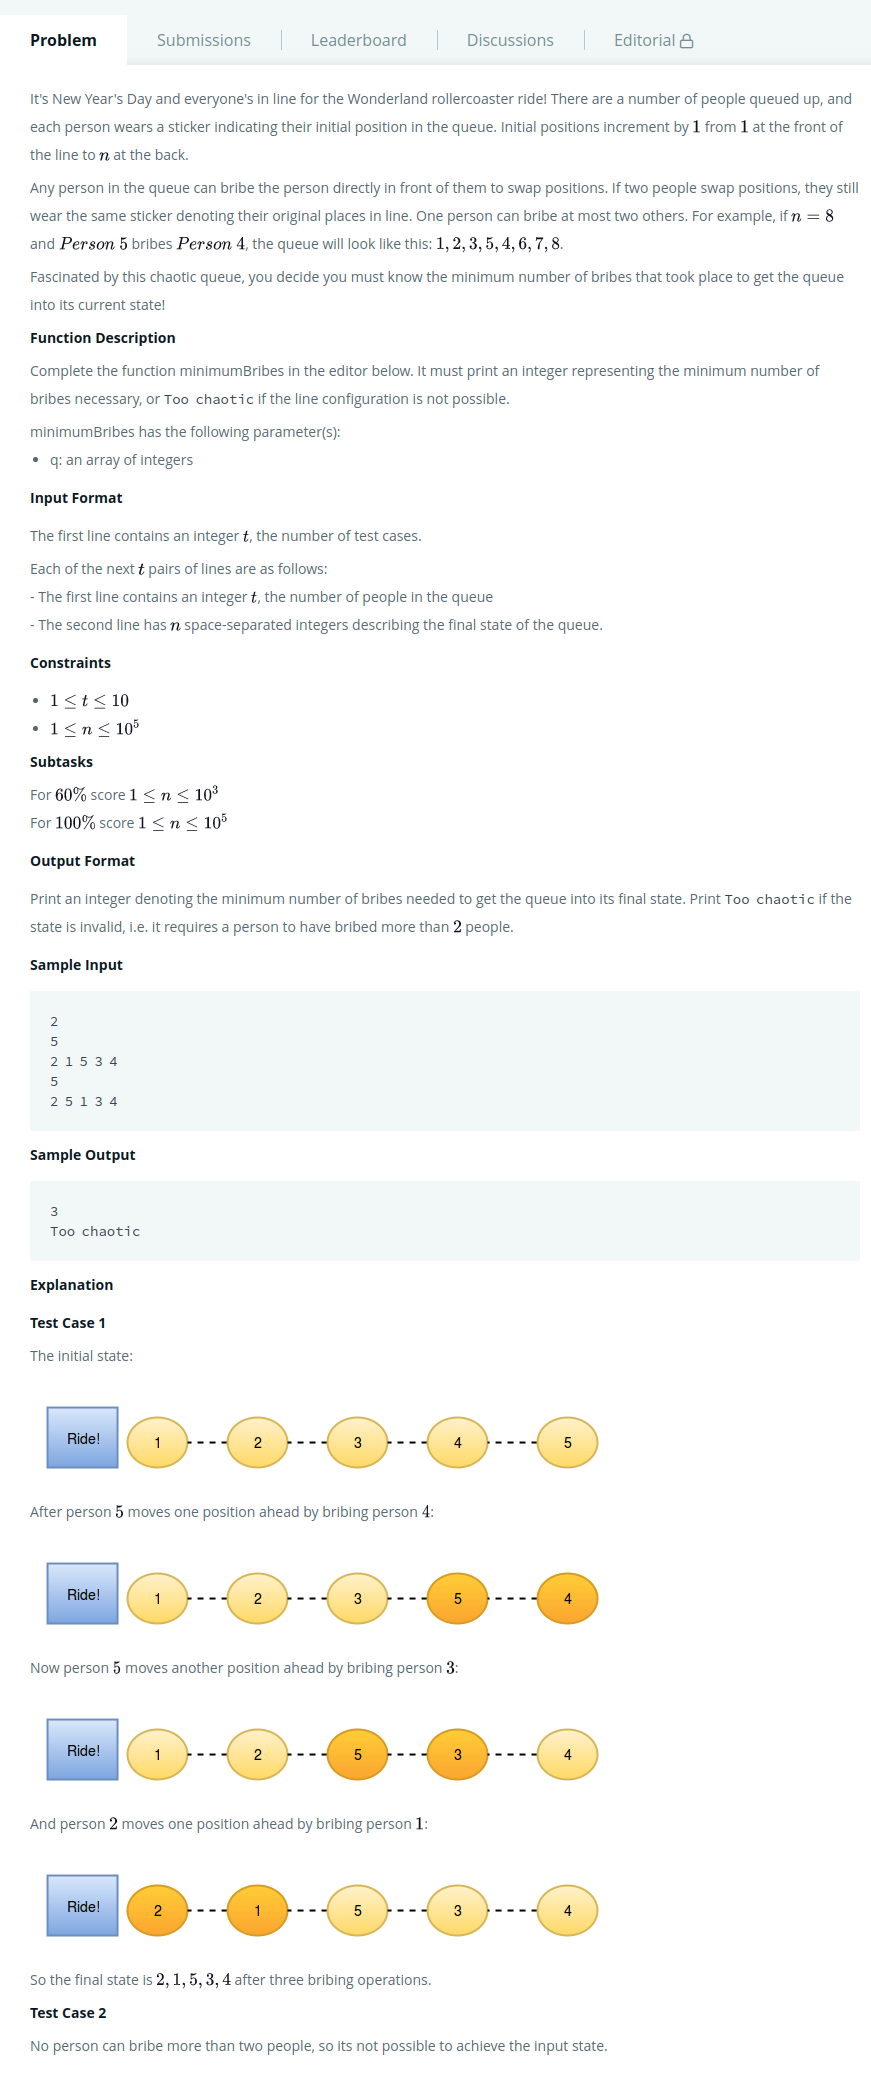 Problem Submissions Leaderboard Discussions Editorial
It's New Year's Day and everyone's in line for the Wonderland rollercoaster ride! There are a number of people queued up, and
each person wears a sticker indicating their initial position in the queue. Initial positions increment by 1 from 1 at the front of
the line to n at the back.
Any person in the queue can bribe the person directly in front of them to swap positions. If two people swap positions, they still
wear the same sticker denoting their original places in line. One person can bribe at most two others. For example, if n = 8
and Person 5 bribes Person 4, the queue will look like this: 1, 2, 3, 5, 4, 6, 7, 8.
Fascinated by this chaotic queue, you decide you must know the minimum number of bribes that took place to get the queue
into its current state!
Function Description
Complete the function minimumBribes in the editor below. It must print an integer representing the minimum number of
bribes necessary, or Too chaotic if the line configuration is not possible.
minimumBribes has the following parameter(s):
• q: an array of integers
Input Format
The first line contains an integer t, the number of test cases.
Each of the next t pairs of lines are as follows:
- The first line contains an integer t, the number of people in the queue
- The second line has n space-separated integers describing the final state of the queue.
Constraints
• 1 ≤ t ≤ 10
• 1 ≤ n ≤ 10⁵
Subtasks
For 60% score 1 ≤ n ≤ 10³
For 100% score 1 ≤ n ≤ 10⁵
Output Format
Print an integer denoting the minimum number of bribes needed to get the queue into its final state. Print Too chaotic if the
state is invalid, i.e. it requires a person to have bribed more than 2 people.
Sample Input
2
5
2 1 5 3 4
5
2 5 1 3 4
Sample Output
3
Too chaotic
Explanation
Test Case 1
The initial state:
Ride! 1 2 3 4 5
After person 5 moves one position ahead by bribing person 4:
Ride! 1 2 3 5 4
Now person 5 moves another position ahead by bribing person 3:
Ride! 1 2 5 3 4
And person 2 moves one position ahead by bribing person 1:
Ride! 2 1 5 3 4
So the final state is 2, 1, 5, 3, 4 after three bribing operations.
Test Case 2
No person can bribe more than two people, so its not possible to achieve the input state.